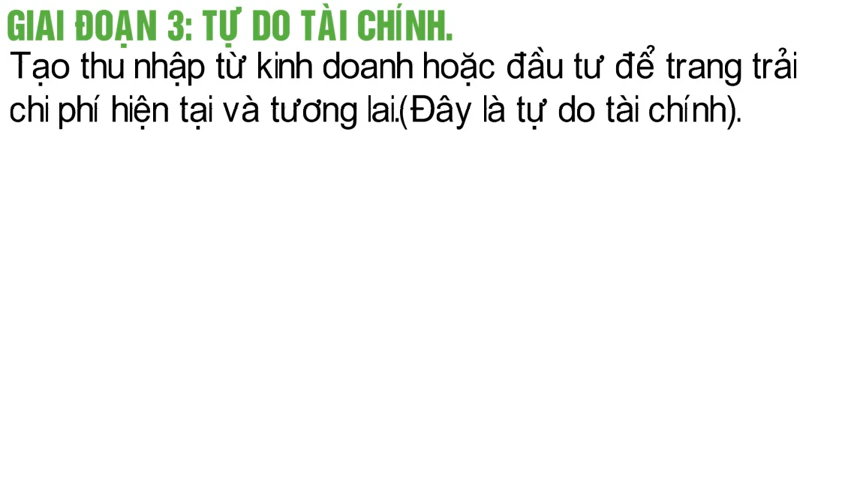 GIAI ĐOẠN 3: TỰ DO TÀI CHÍNH.
Tạo thu nhập từ kinh doanh hoặc đầu tư để trang trải
chi phí hiện tại và tương lai.(Đây là tự do tài chính).